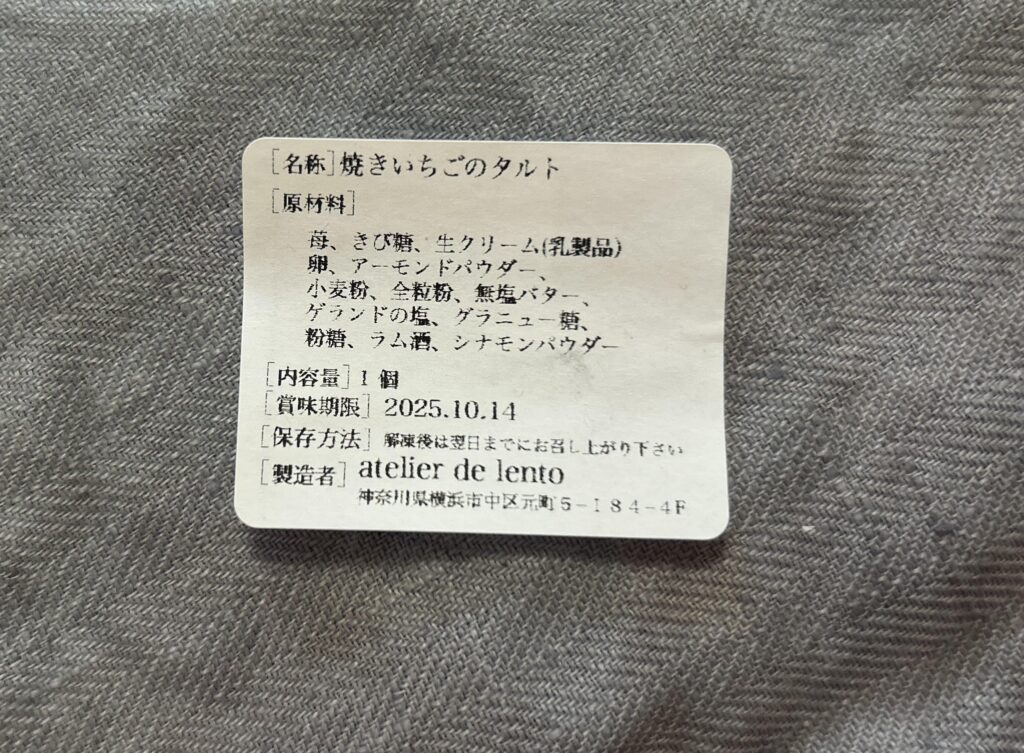 [名称]焼きいちごのタルト
[原材料]
苺、きび糖、生クリーム(乳製品)
卵、アーモンドパウダー、
小麦粉、全粒粉、無塩バター、
ゲランドの塩、グラニュー糖、
粉糖、ラム酒、シナモンパウダー
[内容量]1個
[賞味期限] 2025.10.14
[保存方法] 解凍後は翌日までにお召し上がり下さい
[製造者] atelier de lento
神奈川県横浜市中区元町5-184-4F